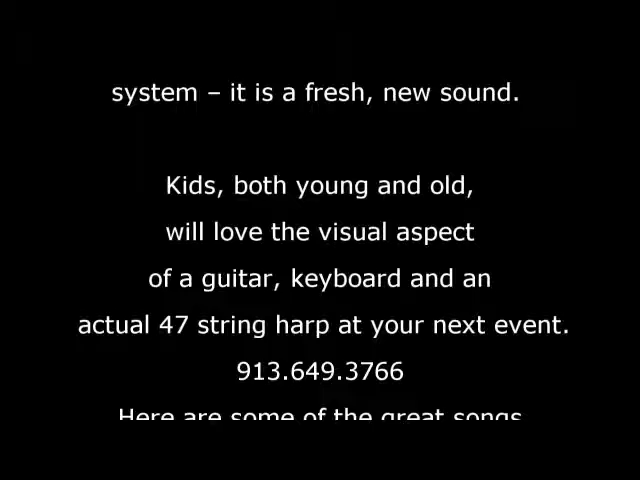 system – it is a fresh, new sound.
Kids, both young and old,
will love the visual aspect
of a guitar, keyboard and an
actual 47 string harp at your next event.
913.649.3766
Here are some of the great songs